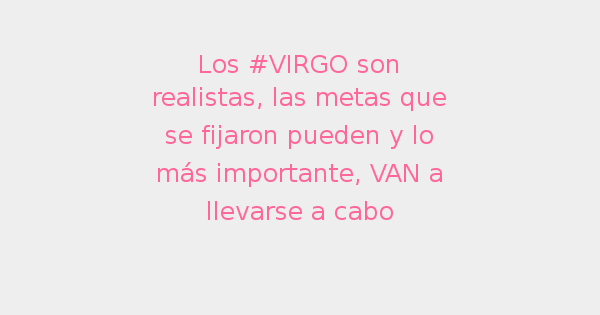 Los #VIRGO son
realistas, las metas que
se fijaron pueden y lo
más importante, VAN a
llevarse a cabo